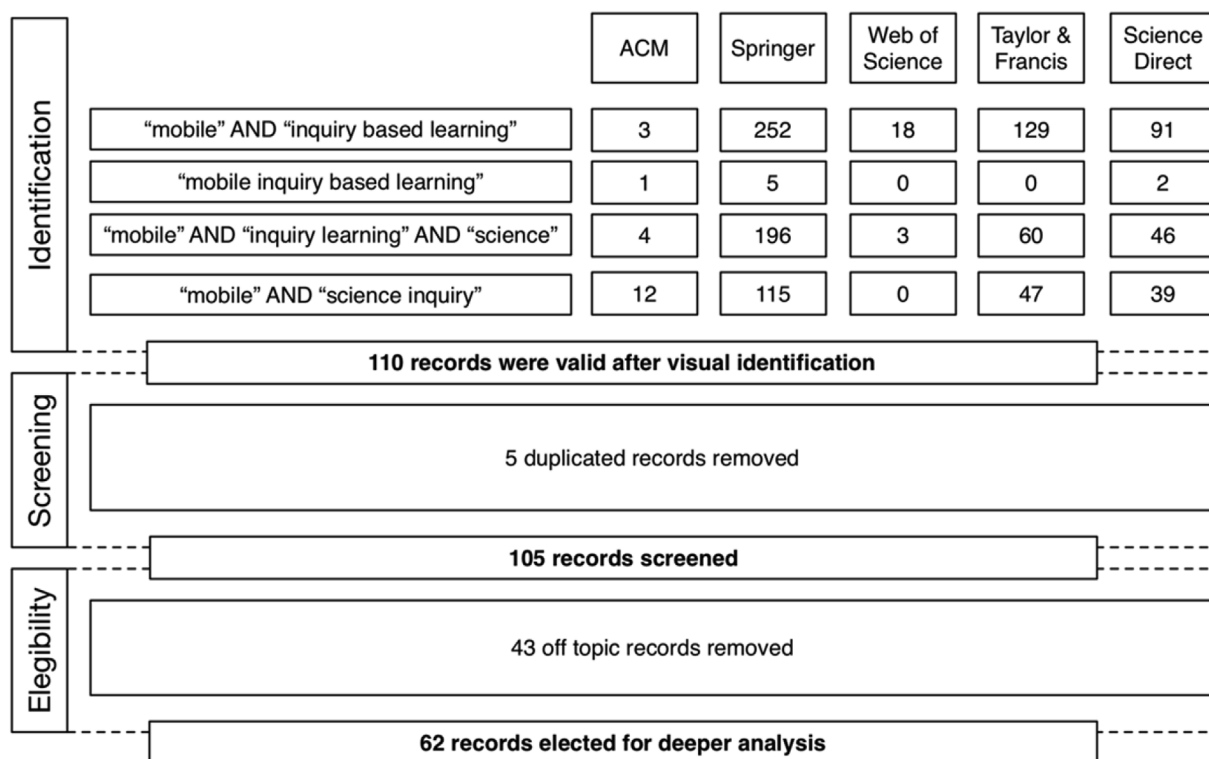 ACM
Springer
Web of
Science
Taylor &
Francis
Science
Direct
Identification
“mobile” AND “inquiry based learning”
3
252
18
129
91
“mobile inquiry based learning”
1
5
0
0
2
“mobile” AND “inquiry learning” AND “science”
4
196
3
60
46
“mobile” AND “science inquiry”
12
115
0
47
39
110 records were valid after visual identification
Screening
5 duplicated records removed
105 records screened
Elegibility
43 off topic records removed
62 records elected for deeper analysis